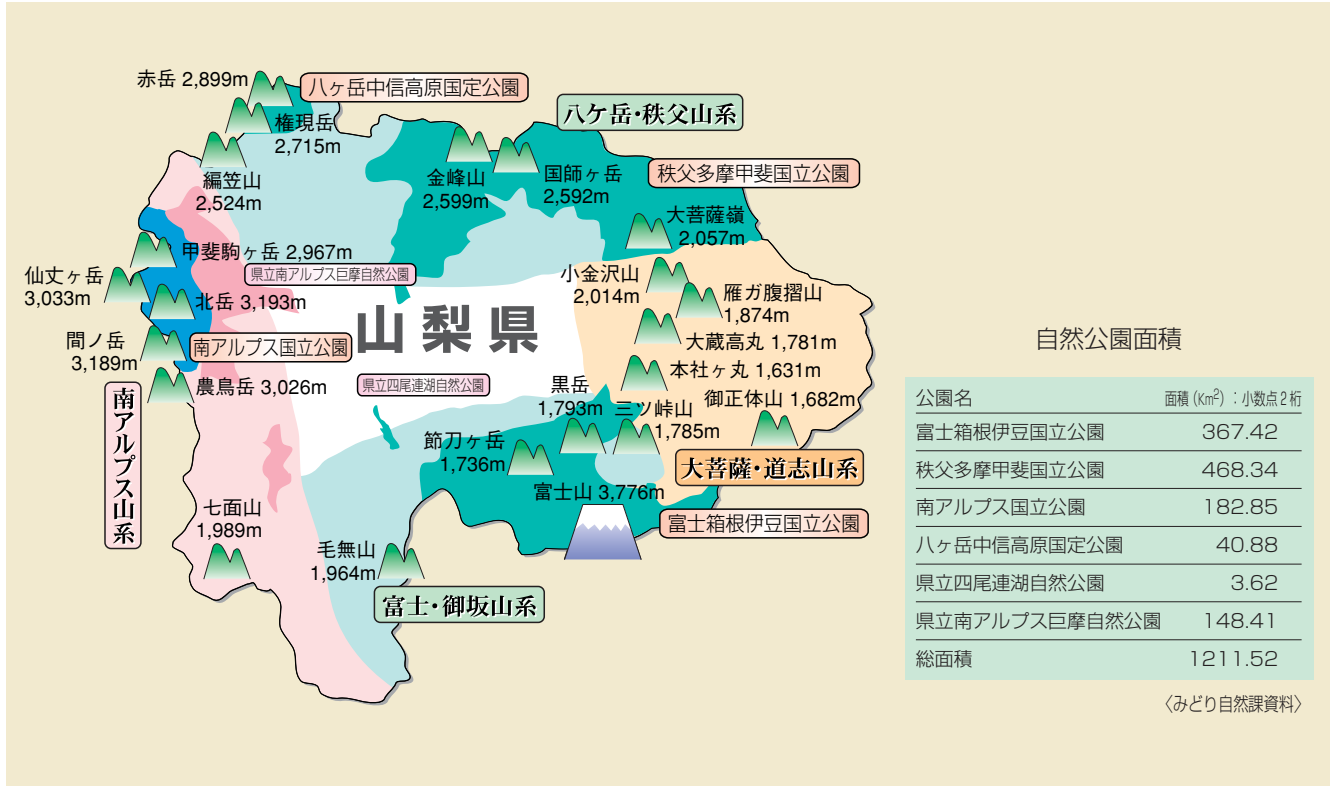 赤岳 2,899m
八ヶ岳中信高原国定公園
八ケ岳・秩父山系
権現岳
2,715m
編笠山
2,524m
金峰山
2,599m
国師ヶ岳
2,592m
秩父多摩甲斐国立公園
大菩薩嶺
2,057m
甲斐駒ヶ岳 2,967m
仙丈ヶ岳
3,033m
県立南アルプス巨摩自然公園
北岳 3,193m
小金沢山
2,014m
雁ガ腹摺山
1,874m
山梨県
間ノ岳
3,189m
南アルプス国立公園
大蔵高丸 1,781m
本社ヶ丸 1,631m
農鳥岳 3,026m
県立四尾連湖自然公園
黒岳
1,793m
御正体山 1,682m
三ツ峠山
1,785m
南アルプス山系
節刀ヶ岳
1,736m
大菩薩・道志山系
富士山 3,776m
七面山
1,989m
富士箱根伊豆国立公園
毛無山
1,964m
富士・御坂山系
自然公園面積
公園名 面積(Km²):小数点2桁
富士箱根伊豆国立公園 367.42
秩父多摩甲斐国立公園 468.34
南アルプス国立公園 182.85
八ヶ岳中信高原国定公園 40.88
県立四尾連湖自然公園 3.62
県立南アルプス巨摩自然公園 148.41
総面積 1211.52
〈みどり自然課資料〉